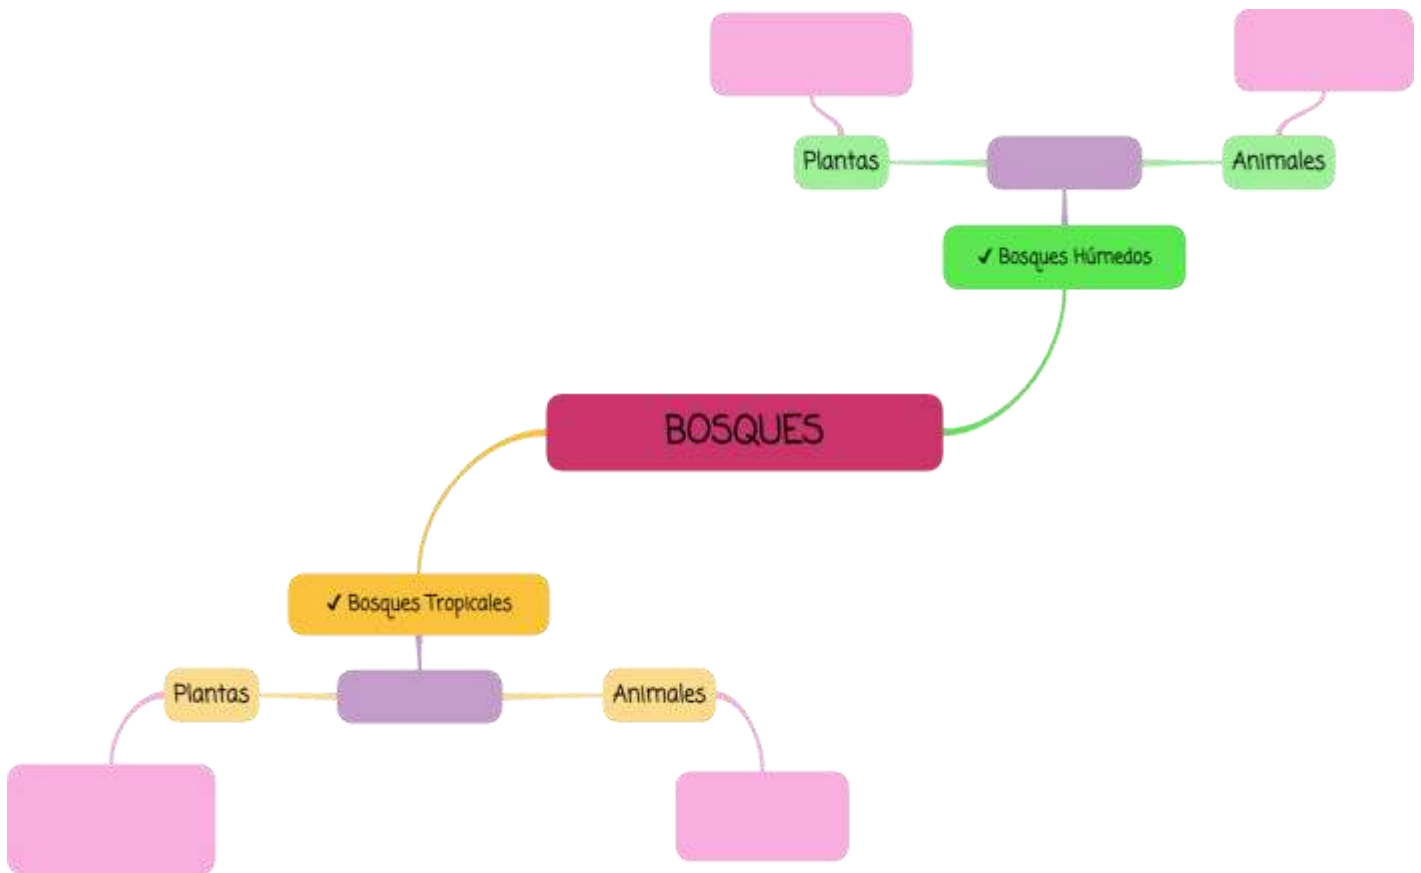 Plantas
Animales
✓ Bosques Húmedos
BOSQUES
✓ Bosques Tropicales
Plantas
Animales